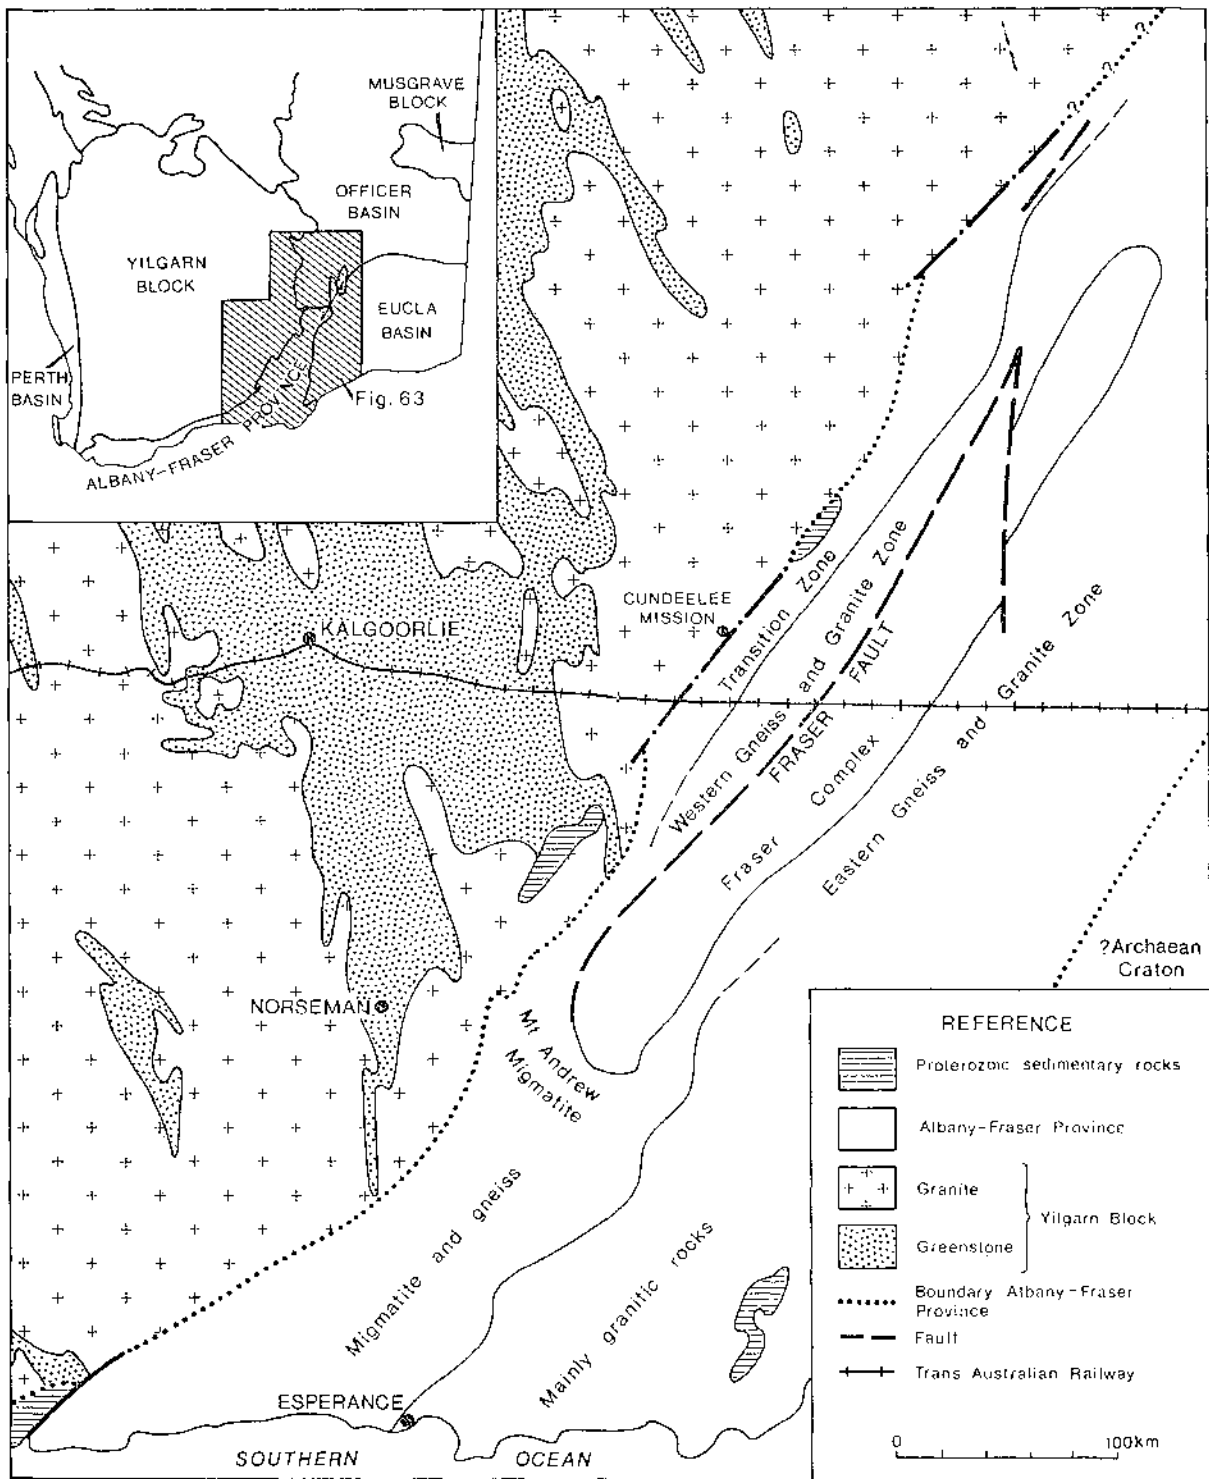 MUSGRAVE
BLOCK
OFFICER
BASIN
YILGARN
BLOCK
EUCLA
BASIN
PERTH
BASIN
Fig. 63
ALBANY-FRASER PROVINCE
?
?
?
CUNDEELEE
MISSION
KALGOORLIE
Transition Zone
Western Gneiss and Granite Zone
FRASER FAULT
Fraser Complex
Eastern Gneiss and Granite Zone
?Archaean
Craton
NORSEMAN
Mt Andrew
Migmatite
Migmatite and gneiss
Mainly granitic rocks
ESPERANCE
SOUTHERN OCEAN
REFERENCE
Proterozoic sedimentary rocks
Albany-Fraser Province
Granite
Yilgarn Block
Greenstone
Boundary Albany-Fraser
Province
Fault
Trans Australian Railway
0 100km